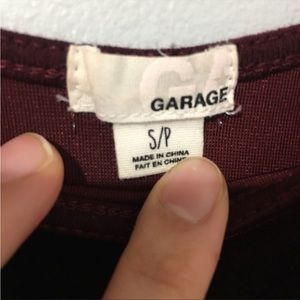 GARAGE
S/P
MADE IN CHINA
FAIT EN CHINE